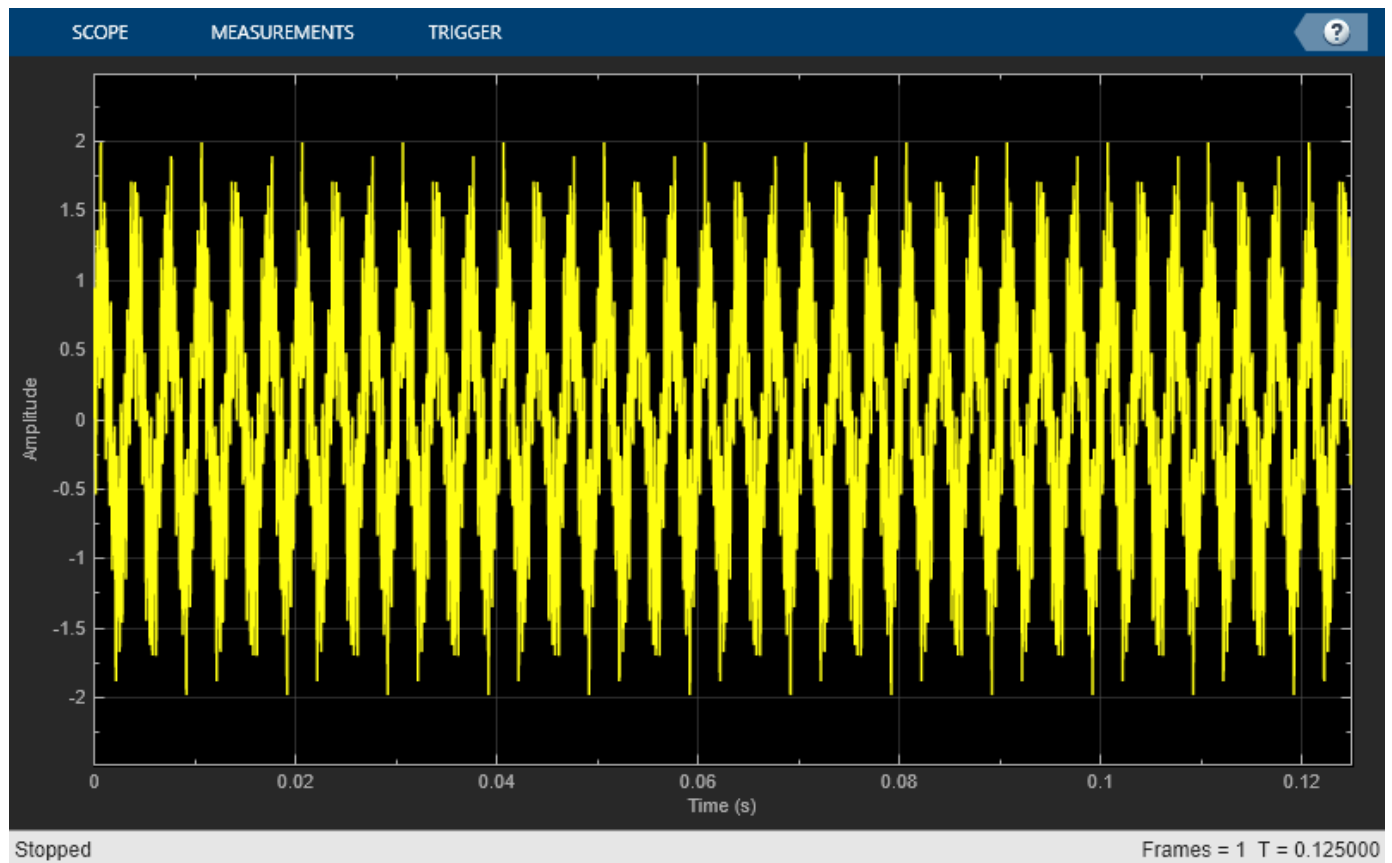 SCOPE MEASUREMENTS TRIGGER ?
2
1.5
1
0.5
0
-0.5
-1
-1.5
-2
Amplitude
0 0.02 0.04 0.06 0.08 0.1 0.12
Time (s)
Stopped Frames = 1 T = 0.125000